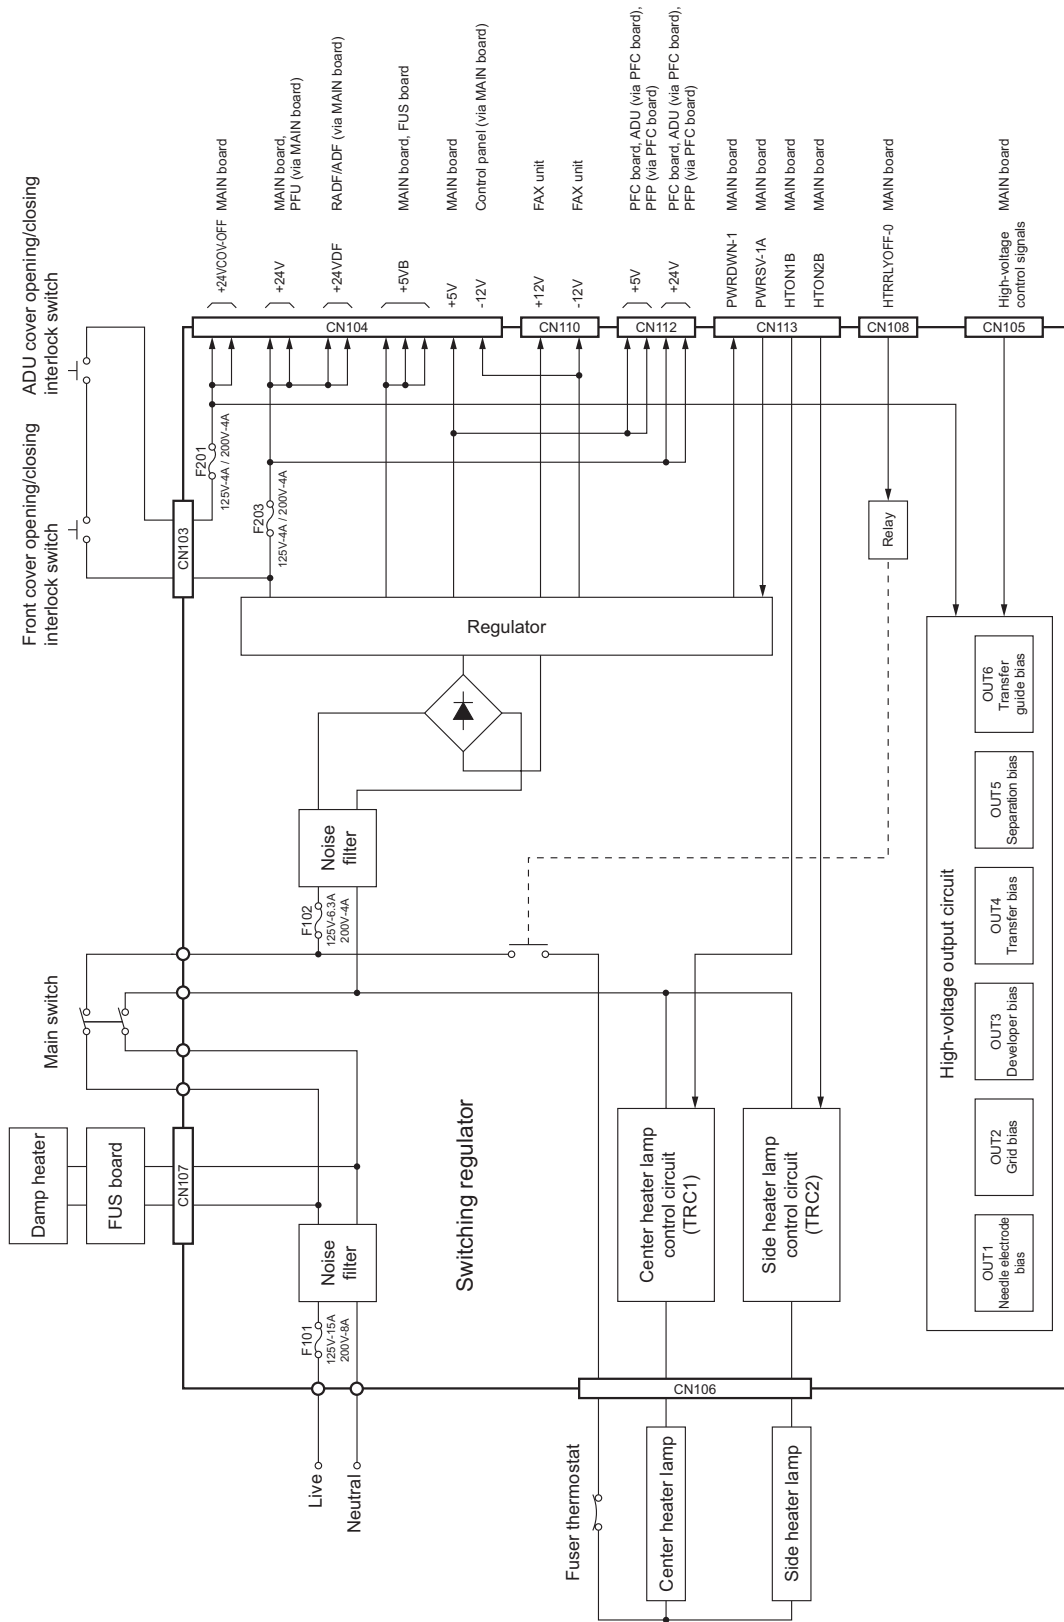 ADU cover opening/closing
interlock switch
Front cover opening/closing
interlock switch
Main switch
Damp heater
FUS board
CN107
CN103
F201
125V-4A / 200V-4A
F203
125V-4A / 200V-4A
CN104
+24VCOV-OFF MAIN board
+24V
MAIN board,
PFU (via MAIN board)
+24VDF
RADF/ADF (via MAIN board)
+5VB
MAIN board, FUS board
+5V MAIN board
-12V Control panel (via MAIN board)
CN110
+12V FAX unit
-12V FAX unit
CN112
+5V
PFC board, ADU (via PFC board),
PFP (via PFC board)
+24V
PFC board, ADU (via PFC board),
PFP (via PFC board)
CN113
PWRDWN-1 MAIN board
PWRSV-1A MAIN board
HTON1B MAIN board
HTON2B MAIN board
CN108
HTRRLYOFF-0 MAIN board
CN105
High-voltage
control signals
MAIN board
Regulator
Relay
Noise
filter
F102
125V-6.3A
200V-4A
Noise
filter
F101
125V-15A
200V-8A
Live
Neutral
Switching regulator
Center heater lamp
control circuit
(TRC1)
Side heater lamp
control circuit
(TRC2)
CN106
Fuser thermostat
Center heater lamp
Side heater lamp
High-voltage output circuit
OUT1
Needle electrode
bias
OUT2
Grid bias
OUT3
Developer bias
OUT4
Transfer bias
OUT5
Separation bias
OUT6
Transfer
guide bias